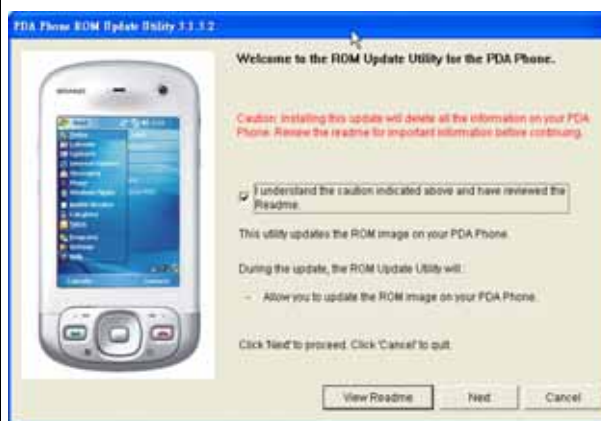 PDA Phone ROM Update Utility 3.1.3.2
Welcome to the ROM Update Utility for the PDA Phone.
Caution: Installing this update will delete all the information on your PDA
Phone. Review the readme for important information before continuing.
I understand the caution indicated above and have reviewed the
Readme.
This utility updates the ROM image on your PDA Phone.
During the update, the ROM Update Utility will:
- Allow you to update the ROM image on your PDA Phone.
Click 'Next' to proceed. Click 'Cancel' to quit.
View Readme
Next
Cancel